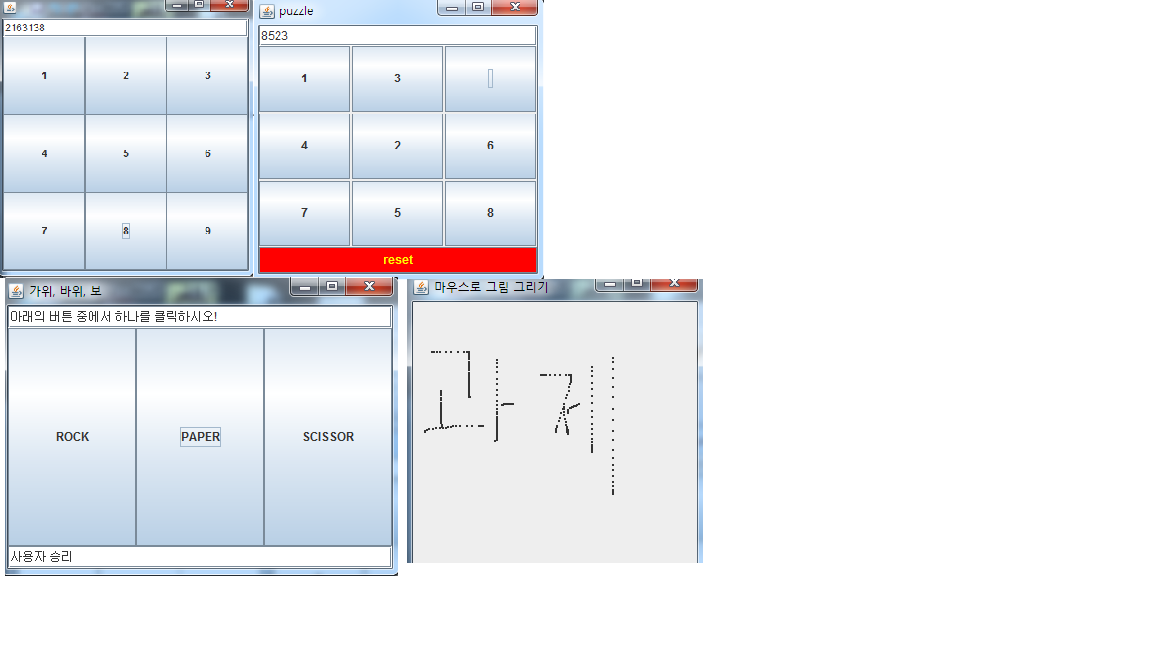 2163138
1 2 3
4 5 6
7 8 9
puzzle
8523
1 3
4 2 6
7 5 8
reset
가위, 바위, 보
아래의 버튼 중에서 하나를 클릭하시오!
ROCK PAPER SCISSOR
사용자 승리
마우스로 그림 그리기
과제